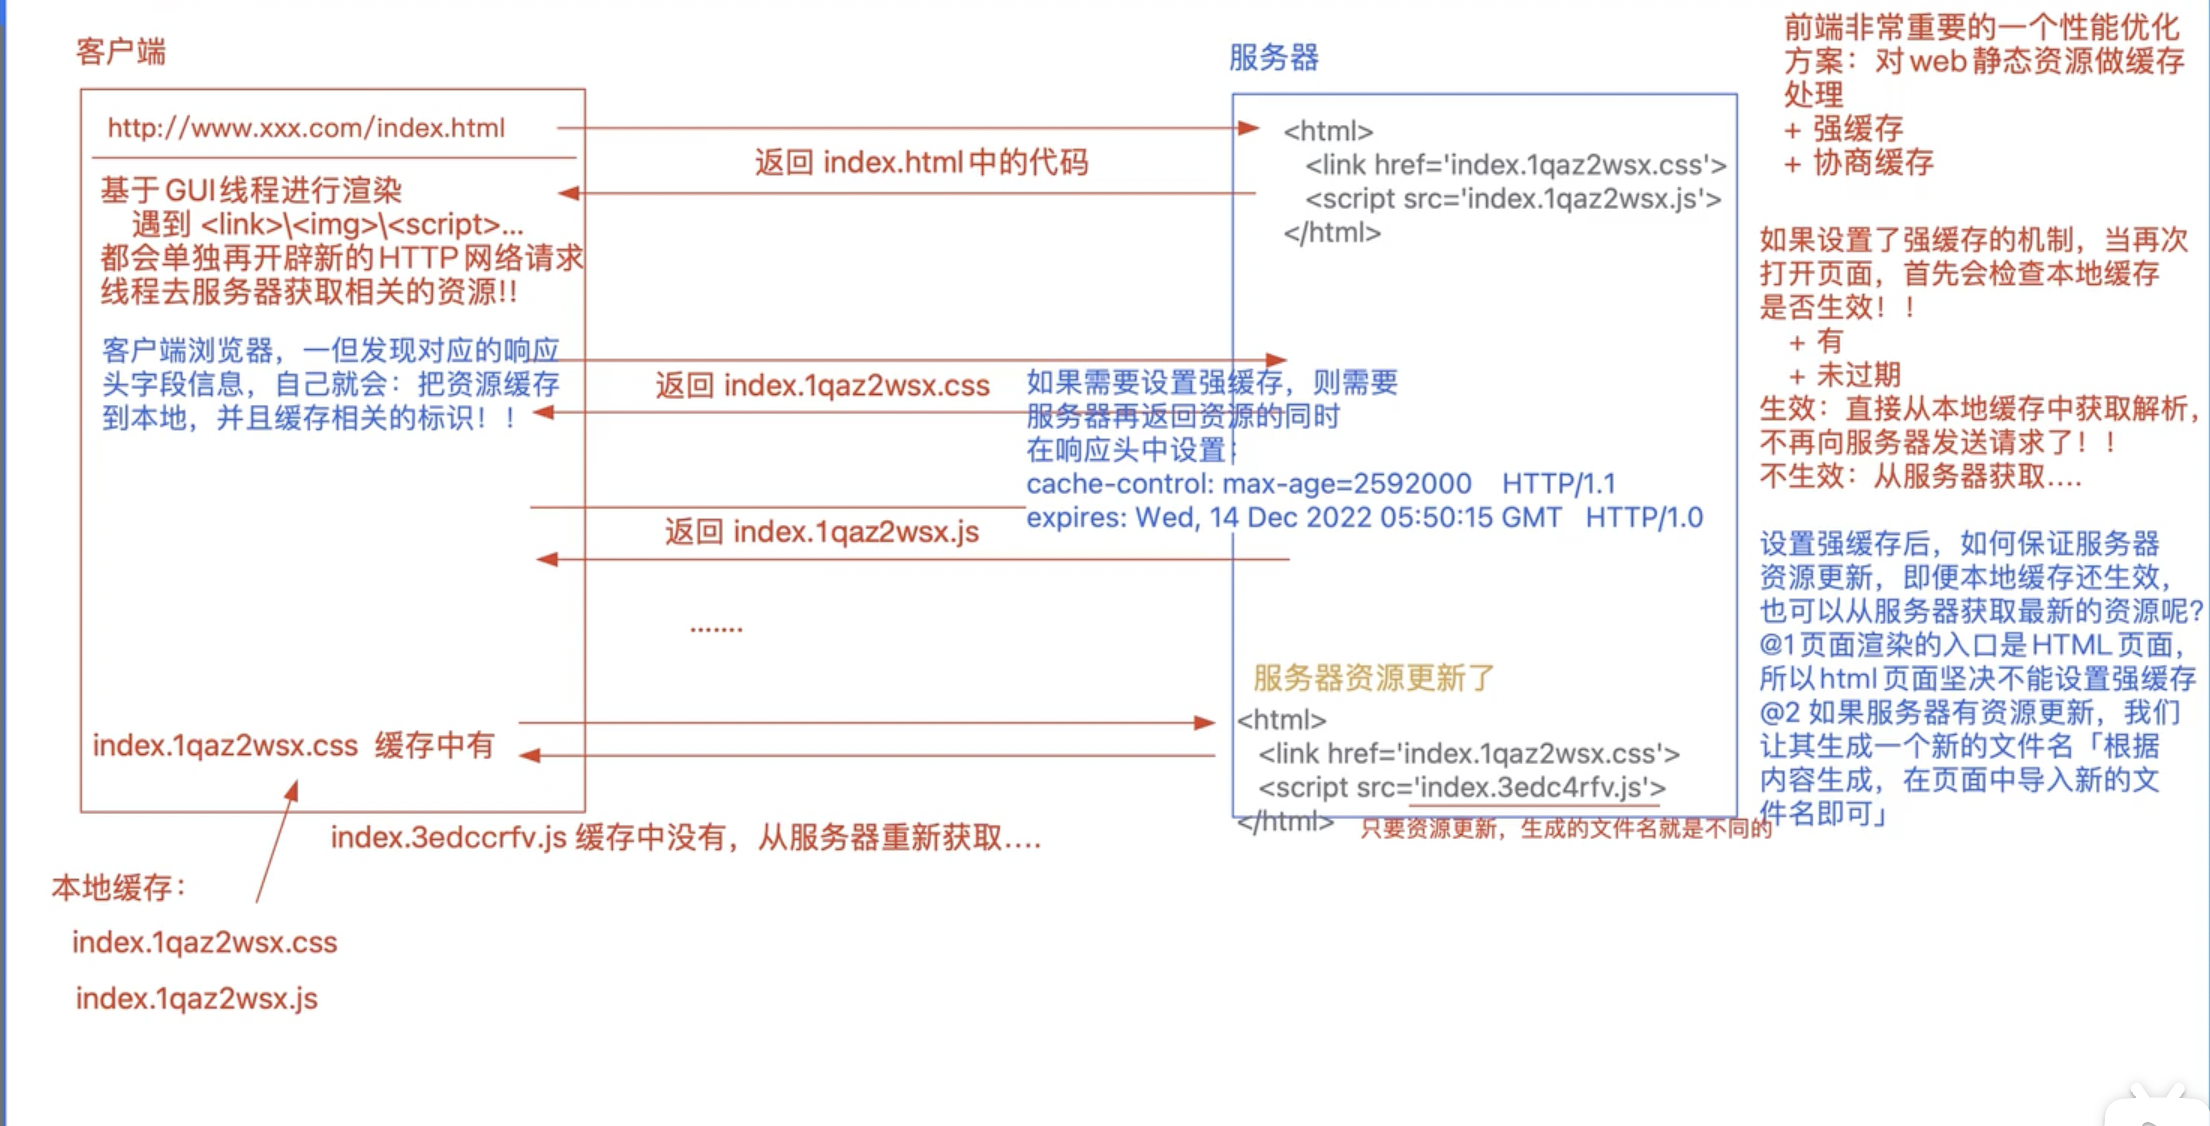 客户端
http://www.xxx.com/index.html
基于GUI线程进行渲染
遇到 <link>\<img>\<script>...
都会单独再开辟新的HTTP网络请求
线程去服务器获取相关的资源!!
客户端浏览器，一但发现对应的响应
头字段信息，自己就会：把资源缓存
到本地，并且缓存相关的标识！！
index.1qaz2wsx.css 缓存中有
index.3edccrfv.js 缓存中没有，从服务器重新获取....
本地缓存：
index.1qaz2wsx.css
index.1qaz2wsx.js
返回 index.html中的代码
返回 index.1qaz2wsx.css
返回 index.1qaz2wsx.js
.......
服务器
<html>
<link href='index.1qaz2wsx.css'>
<script src='index.1qaz2wsx.js'>
</html>
如果需要设置强缓存，则需要
服务器再返回资源的同时
在响应头中设置：
cache-control: max-age=2592000 HTTP/1.1
expires: Wed, 14 Dec 2022 05:50:15 GMT HTTP/1.0
服务器资源更新了
<html>
<link href='index.1qaz2wsx.css'>
<script src='index.3edc4rfv.js'>
</html>
只要资源更新，生成的文件名就是不同的
前端非常重要的一个性能优化
方案：对web静态资源做缓存
处理
+ 强缓存
+ 协商缓存
如果设置了强缓存的机制，当再次
打开页面，首先会检查本地缓存
是否生效！！
+ 有
+ 未过期
生效：直接从本地缓存中获取解析，
不再向服务器发送请求了！！
不生效：从服务器获取....
设置强缓存后，如何保证服务器
资源更新，即便本地缓存还生效，
也可以从服务器获取最新的资源呢?
@1页面渲染的入口是HTML页面，
所以html页面坚决不能设置强缓存
@2 如果服务器有资源更新，我们
让其生成一个新的文件名「根据
内容生成，在页面中导入新的文
件名即可」